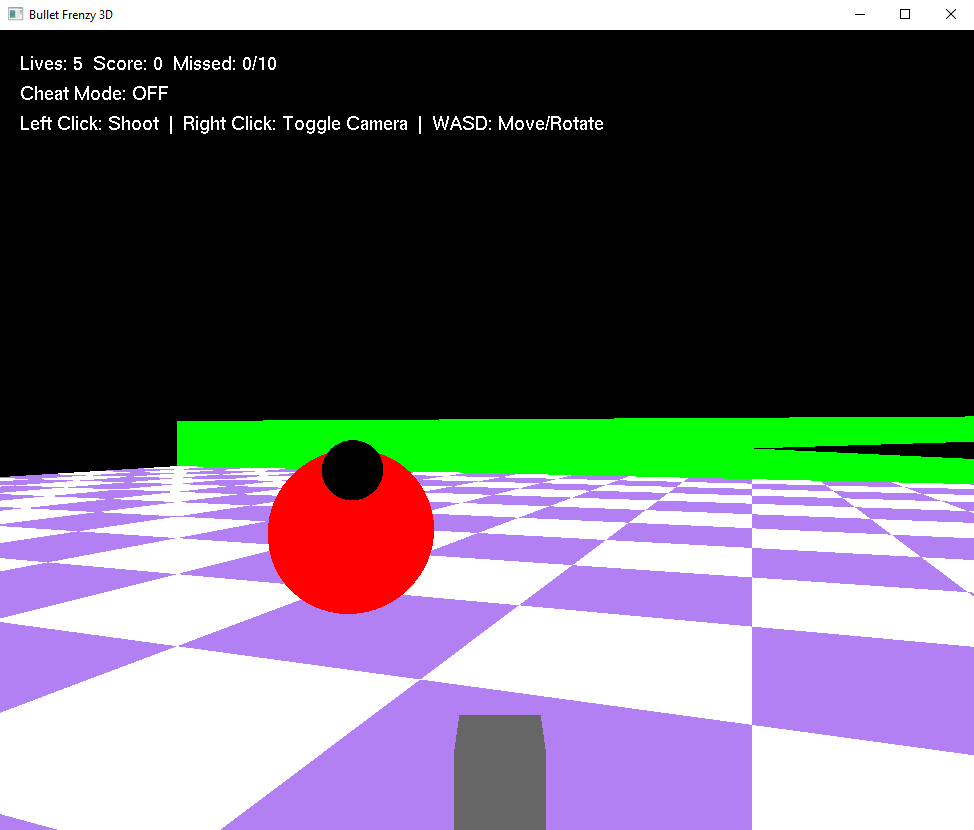 Bullet Frenzy 3D
Lives: 5  Score: 0  Missed: 0/10
Cheat Mode: OFF
Left Click: Shoot  |  Right Click: Toggle Camera  |  WASD: Move/Rotate